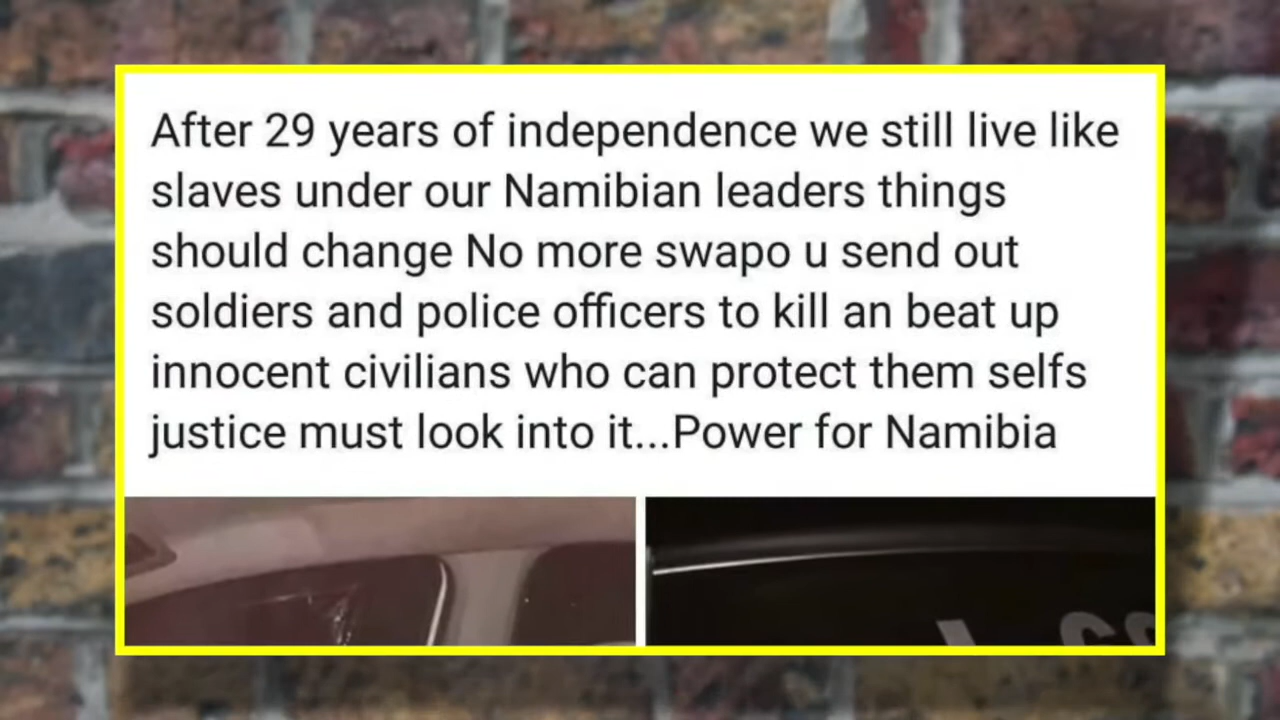 After 29 years of independence we still live like
slaves under our Namibian leaders things
should change No more swapo u send out
soldiers and police officers to kill an beat up
innocent civilians who can protect them selfs
justice must look into it...Power for Namibia